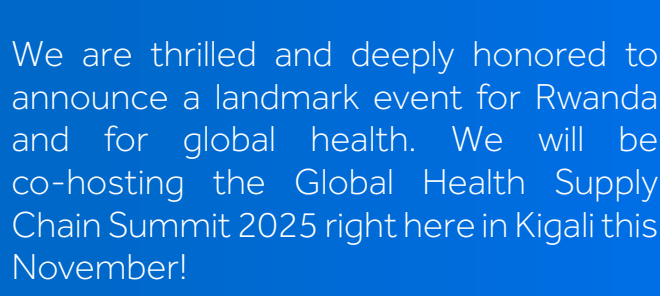 We are thrilled and deeply honored to
announce a landmark event for Rwanda
and for global health. We will be
co-hosting the Global Health Supply
Chain Summit 2025 right here in Kigali this
November!